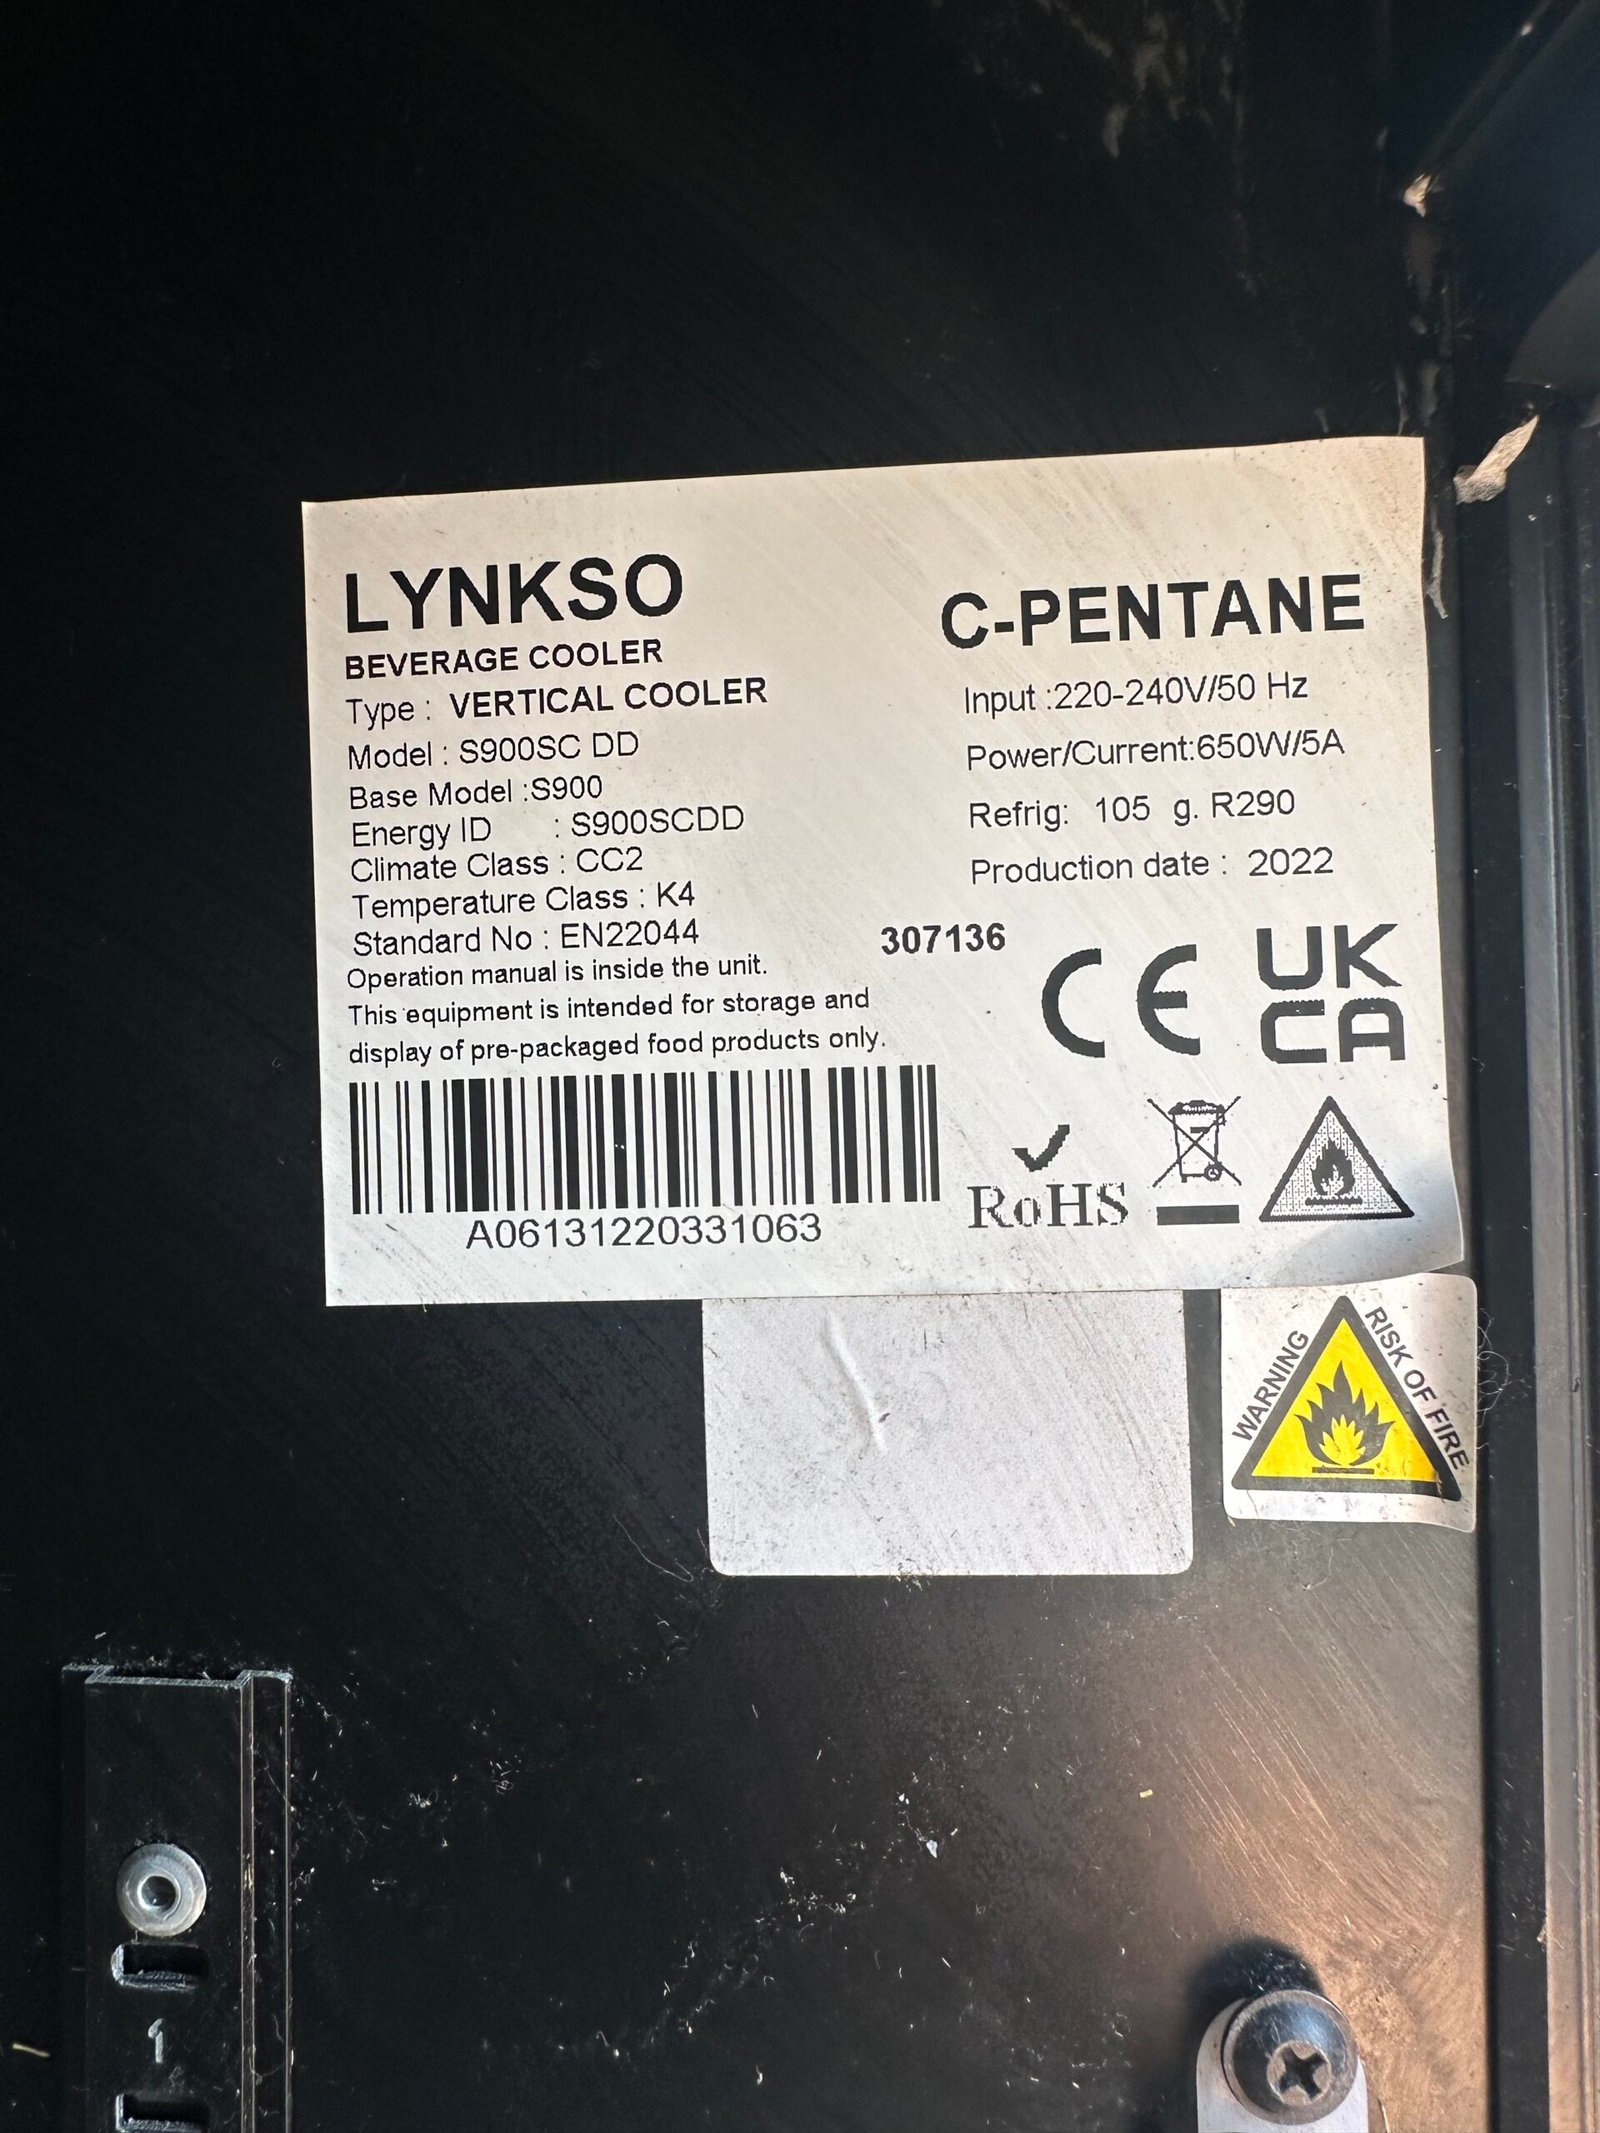 LYNKSO
BEVERAGE COOLER
Type : VERTICAL COOLER
Model : S900SC DD
Base Model :S900
Energy ID : S900SCDD
Climate Class : CC2
Temperature Class : K4
Standard No : EN22044
Operation manual is inside the unit.
This equipment is intended for storage and
display of pre-packaged food products only.
A06131220331063
C-PENTANE
Input :220-240V/50 Hz
Power/Current:650W/5A
Refrig: 105 g. R290
Production date : 2022
307136
CE
UK
CA
RoHS
WARNING
RISK OF FIRE
1